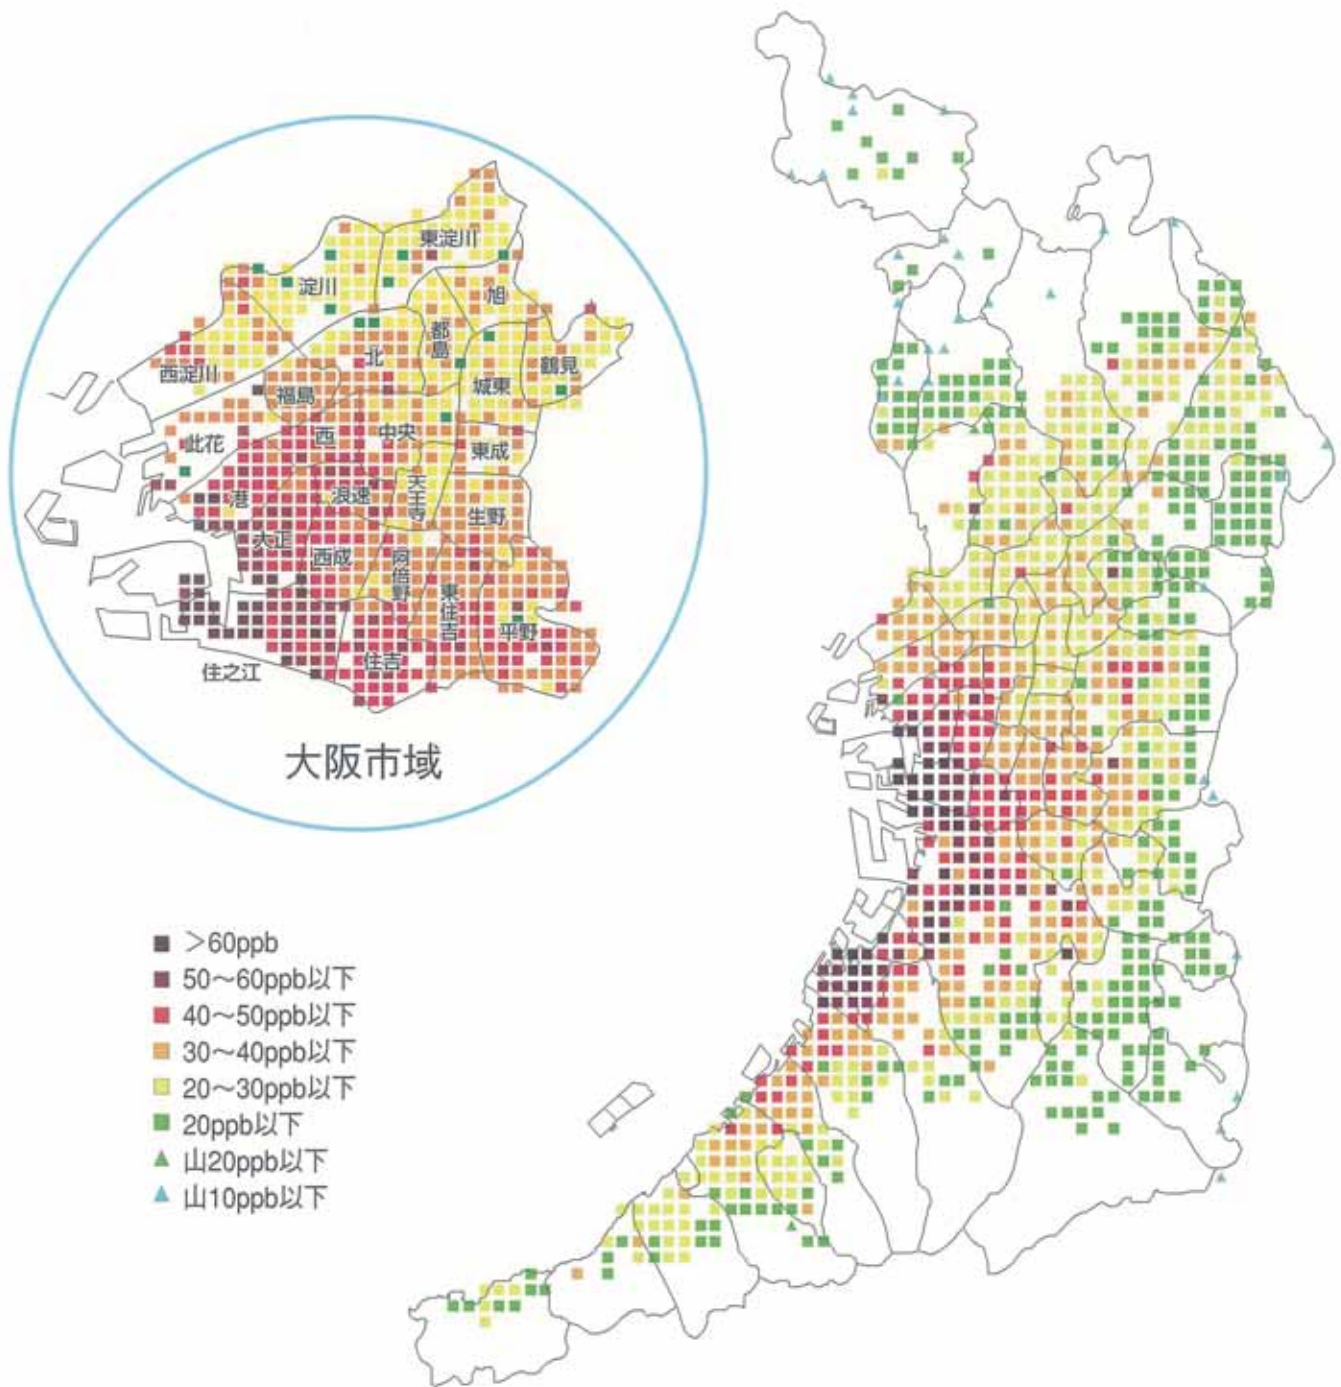 東淀川
淀川
旭
都島
北
鶴見
西淀川
城東
福島
此花
西
中央
東成
天王寺
港
浪速
生野
大正
西成
阿倍野
東住吉
平野
住吉
住之江
大阪市域
＞60ppb
50～60ppb以下
40～50ppb以下
30～40ppb以下
20～30ppb以下
20ppb以下
山20ppb以下
山10ppb以下